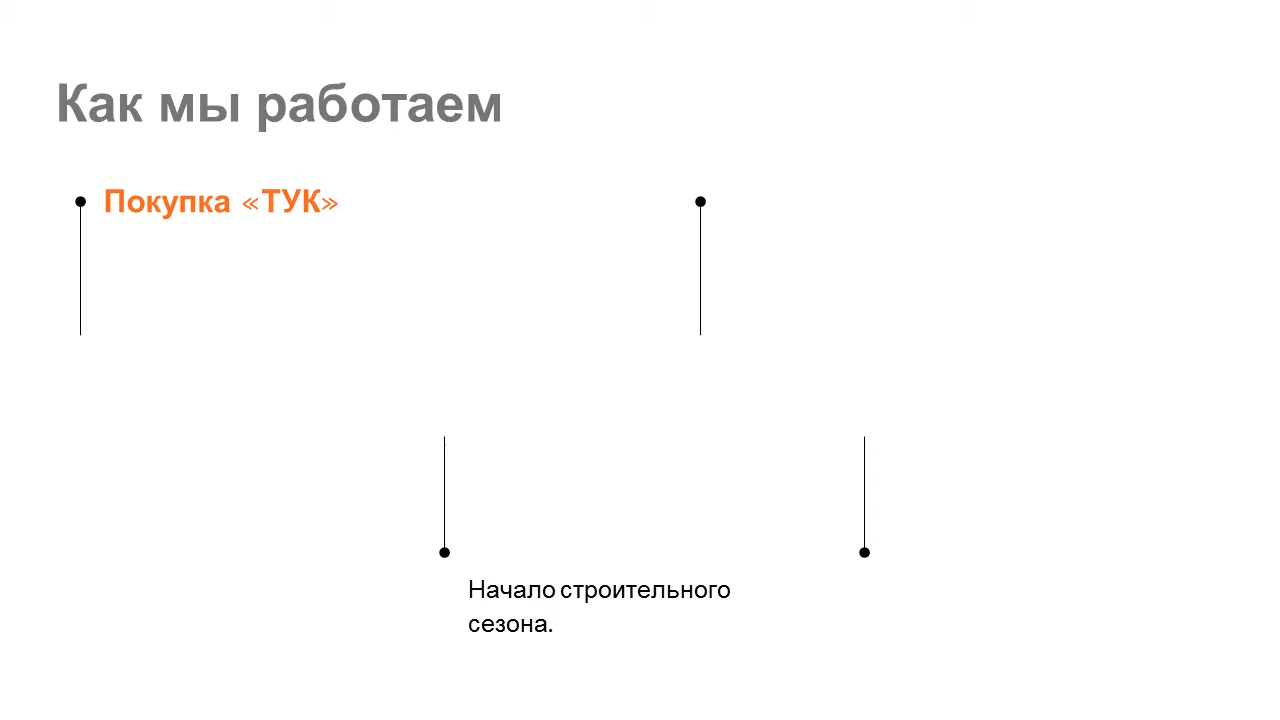 Как мы работаем
Покупка «ТУК»
Начало строительного
сезона.